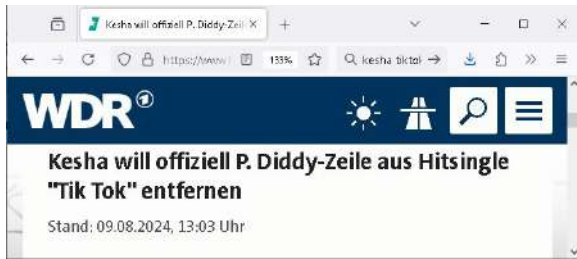 Kesha will offiziell P. Diddy-Zeil
https://www
133%
kesha tiktok
WDR
Kesha will offiziell P. Diddy-Zeile aus Hitsingle
"Tik Tok" entfernen
Stand: 09.08.2024, 13:03 Uhr